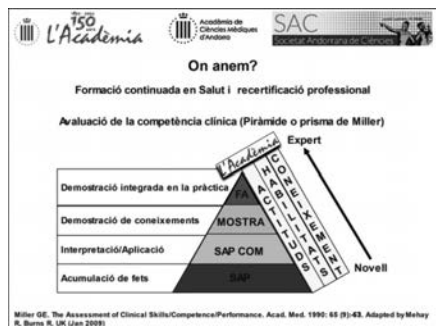 150
L'Acadèmia
Acadèmia de
Ciències Mèdiques
d'Andorra
SAC
Societat Andorrana de Ciències
On anem?
Formació continuada en Salut i recertificació professional
Avaluació de la competència clínica (Piràmide o prisma de Miller)
Expert
L'Acadèmia
Demostració integrada en la pràctica
FA
Demostració de coneixements
MOSTRA
Interpretació/Aplicació
SAP COM
Acumulació de fets
SAP
CONEIXEMENT
HABILITATS
ACTITUDS
Novell
Miller GE. The Assessment of Clinical Skills/Competence/Performance. Acad. Med. 1990: 65 (9):-63. Adapted by Mehay
R. Burns R. UK (Jan 2009)